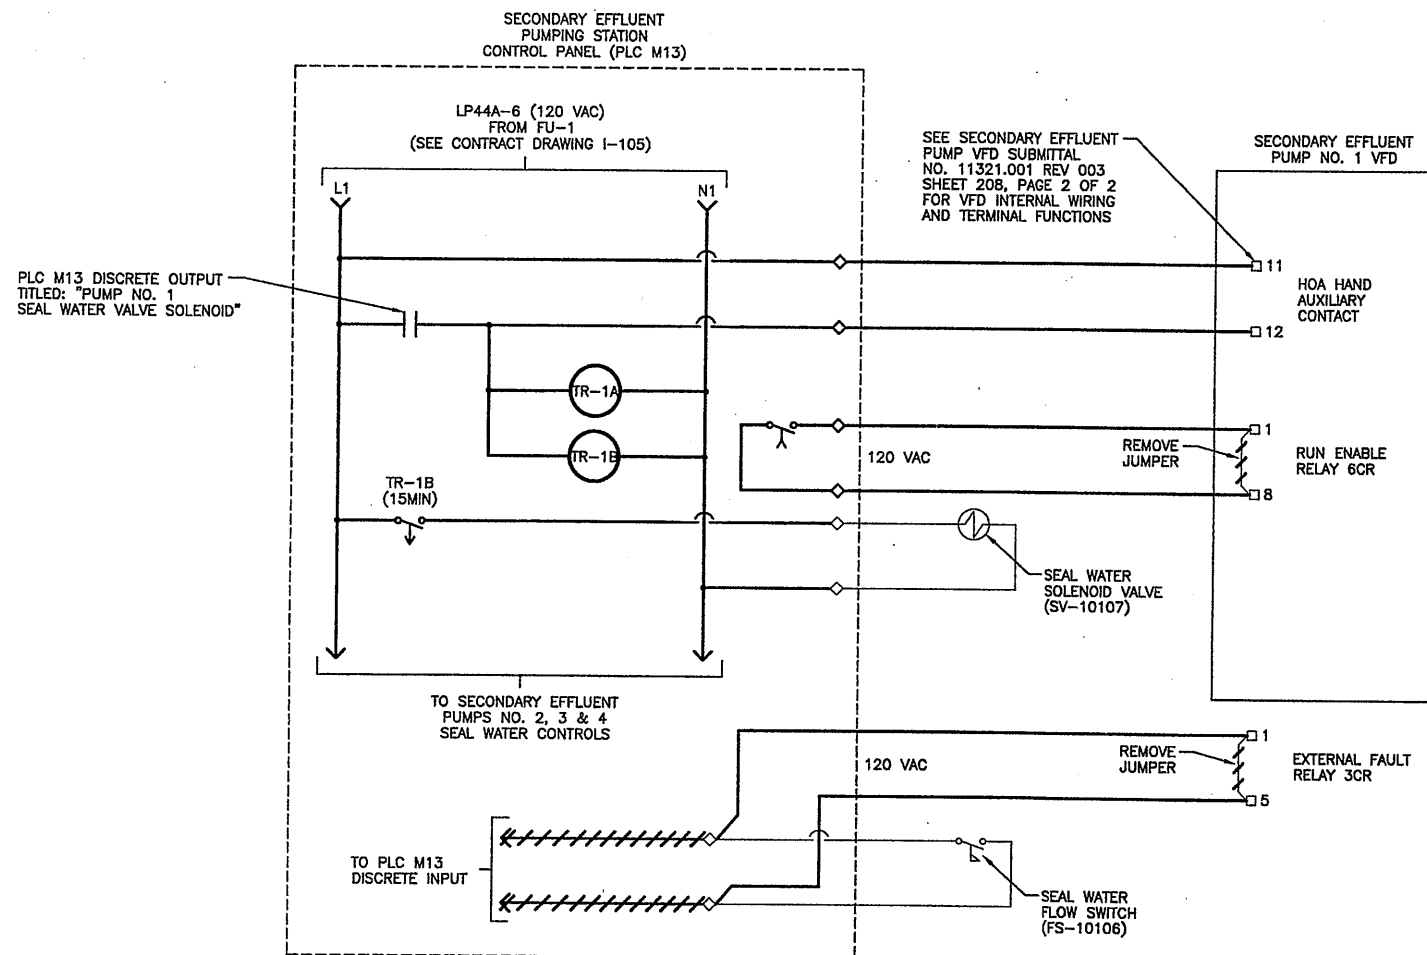 SECONDARY EFFLUENT
PUMPING STATION
CONTROL PANEL (PLC M13)
LP44A-6 (120 VAC)
FROM FU-1
(SEE CONTRACT DRAWING I-105)
L1
N1
SEE SECONDARY EFFLUENT
PUMP VFD SUBMITTAL
NO. 11321.001 REV 003
SHEET 208, PAGE 2 OF 2
FOR VFD INTERNAL WIRING
AND TERMINAL FUNCTIONS
SECONDARY EFFLUENT
PUMP NO. 1 VFD
PLC M13 DISCRETE OUTPUT
TITLED: "PUMP NO. 1
SEAL WATER VALVE SOLENOID"
11
HOA HAND
AUXILIARY
CONTACT
12
TR-1A
TR-1B
120 VAC
REMOVE
JUMPER
1
RUN ENABLE
RELAY 6CR
8
TR-1B
(15MIN)
SEAL WATER
SOLENOID VALVE
(SV-10107)
TO SECONDARY EFFLUENT
PUMPS NO. 2, 3 & 4
SEAL WATER CONTROLS
120 VAC
REMOVE
JUMPER
1
EXTERNAL FAULT
RELAY 3CR
5
TO PLC M13
DISCRETE INPUT
SEAL WATER
FLOW SWITCH
(FS-10106)